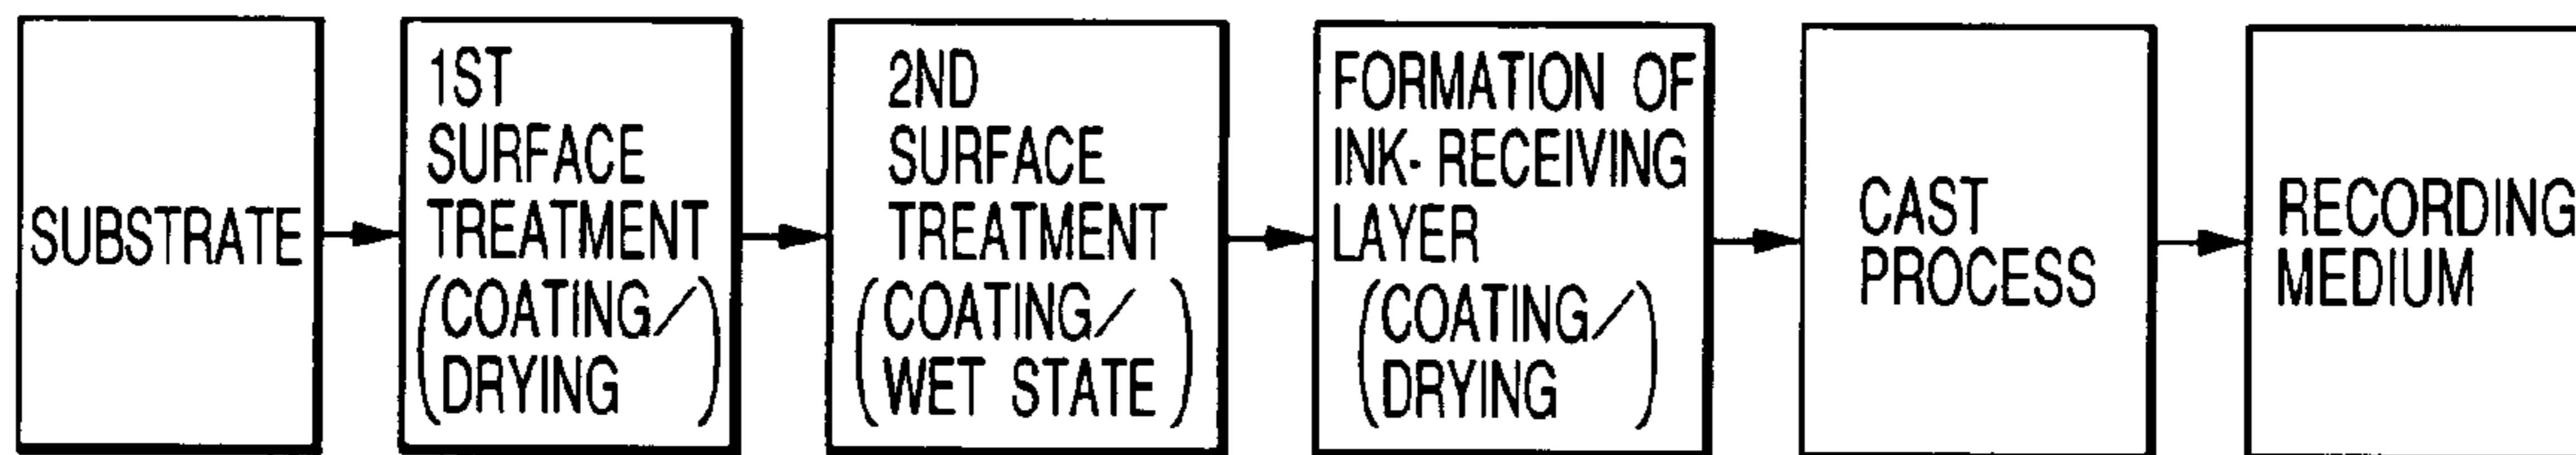 SUBSTRATE
1ST
SURFACE
TREATMENT
(COATING/
DRYING)
2ND
SURFACE
TREATMENT
(COATING/
WET STATE)
FORMATION OF
INK-RECEIVING
LAYER
(COATING/
DRYING)
CAST
PROCESS
RECORDING
MEDIUM